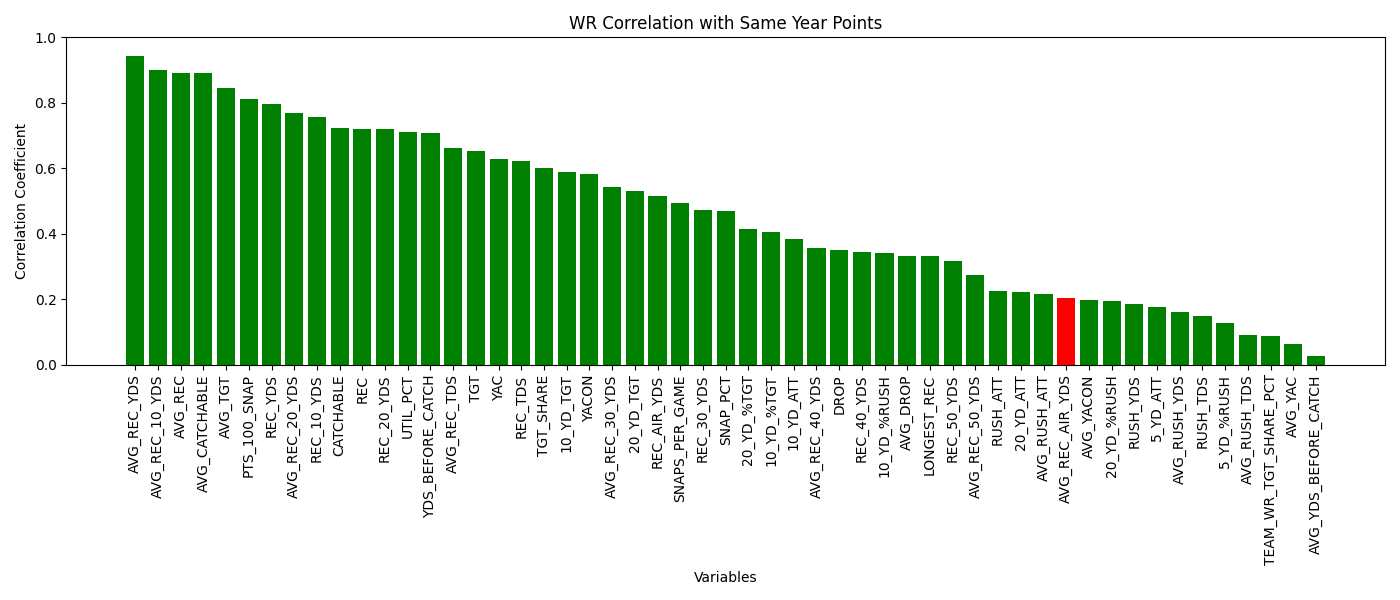 WR Correlation with Same Year Points
Correlation Coefficient
1.0
0.8
0.6
0.4
0.2
0.0
AVG_REC_YDS
AVG_REC_10_YDS
AVG_REC
AVG_CATCHABLE
AVG_TGT
PTS_100_SNAP
REC_YDS
AVG_REC_20_YDS
REC_10_YDS
CATCHABLE
REC
REC_20_YDS
UTIL_PCT
YDS_BEFORE_CATCH
AVG_REC_TDS
TGT
YAC
REC_TDS
TGT_SHARE
10_YD_TGT
YACON
AVG_REC_30_YDS
20_YD_TGT
REC_AIR_YDS
SNAPS_PER_GAME
REC_30_YDS
SNAP_PCT
20_YD_%TGT
10_YD_%TGT
10_YD_ATT
AVG_REC_40_YDS
DROP
REC_40_YDS
10_YD_%RUSH
AVG_DROP
LONGEST_REC
REC_50_YDS
AVG_REC_50_YDS
RUSH_ATT
20_YD_ATT
AVG_RUSH_ATT
AVG_REC_AIR_YDS
AVG_YACON
20_YD_%RUSH
RUSH_YDS
5_YD_ATT
AVG_RUSH_YDS
RUSH_TDS
5_YD_%RUSH
AVG_RUSH_TDS
TEAM_WR_TGT_SHARE_PCT
AVG_YAC
AVG_YDS_BEFORE_CATCH
Variables